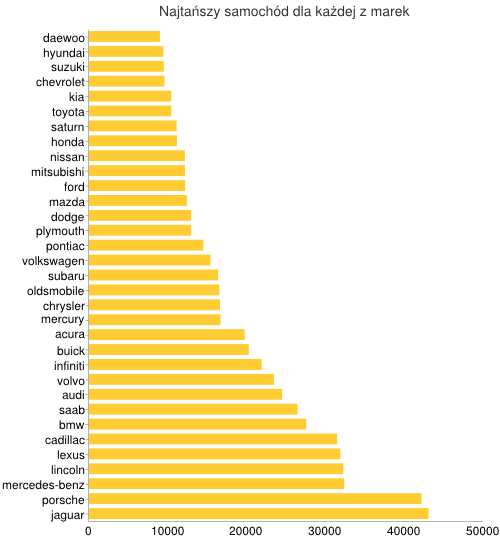 Najtańszy samochód dla każdej z marek
daewoo
hyundai
suzuki
chevrolet
kia
toyota
saturn
honda
nissan
mitsubishi
ford
mazda
dodge
plymouth
pontiac
volkswagen
subaru
oldsmobile
chrysler
mercury
acura
buick
infiniti
volvo
audi
saab
bmw
cadillac
lexus
lincoln
mercedes-benz
porsche
jaguar
0 10000 20000 30000 40000 50000